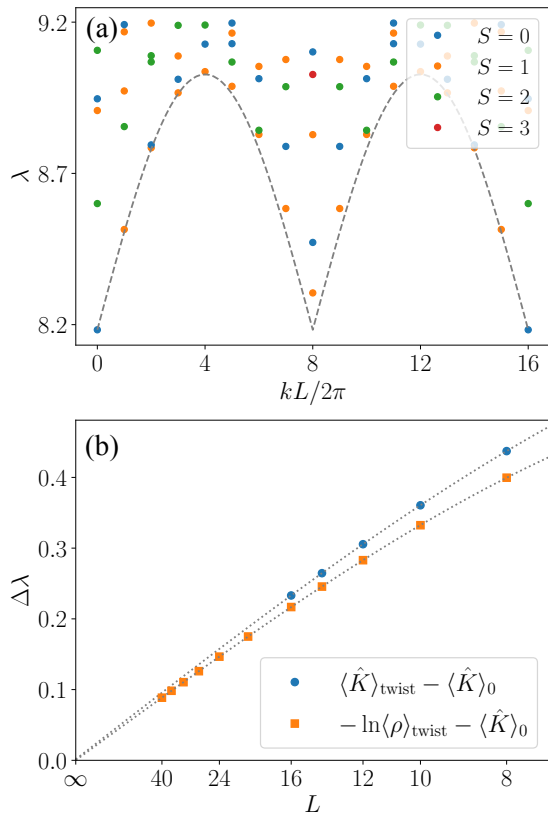 (a)
9.2
8.7
8.2
λ
S = 0
S = 1
S = 2
S = 3
0 4 8 12 16
kL/2π
(b)
0.4
0.3
0.2
0.1
0.0
Δλ
⟨K̂⟩twist − ⟨K̂⟩0
− ln⟨ρ⟩twist − ⟨K̂⟩0
∞ 40 24 16 12 10 8
L